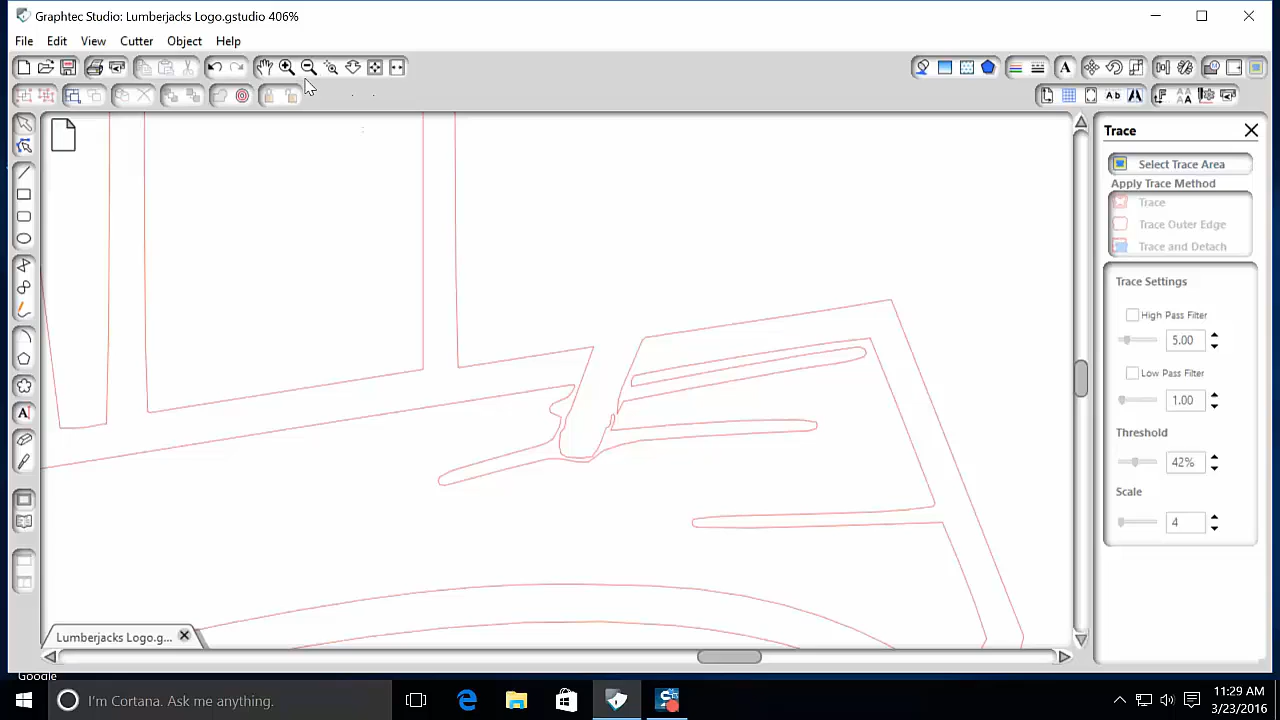 Graphtec Studio: Lumberjacks Logo.gstudio 406%
File Edit View Cutter Object Help
A
Ab A A A
Trace
Select Trace Area
Apply Trace Method
Trace
Trace Outer Edge
Trace and Detach
Trace Settings
High Pass Filter
5.00
Low Pass Filter
1.00
Threshold
42%
Scale
4
A
Lumberjacks Logo.g...
Google
I'm Cortana. Ask me anything.
11:29 AM
3/23/2016